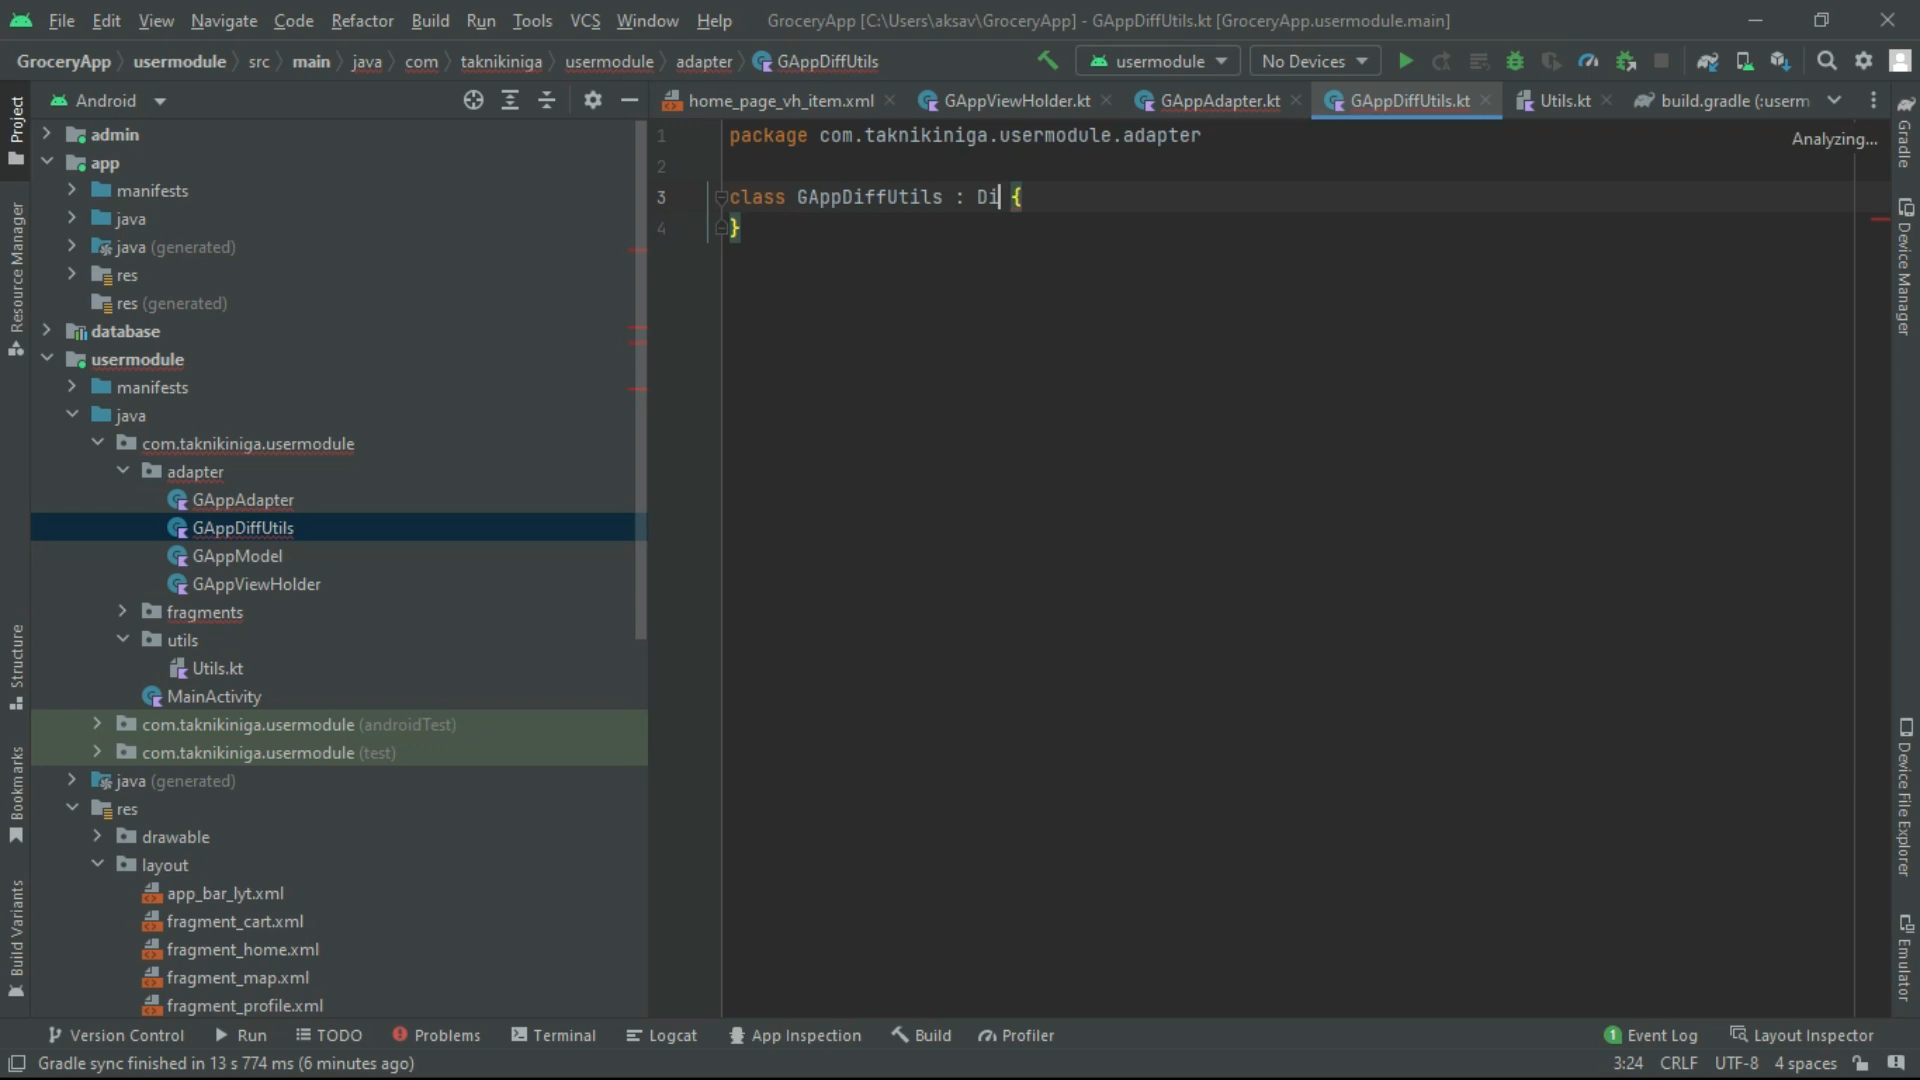 File Edit View Navigate Code Refactor Build Run Tools VCS Window Help GroceryApp [C:\Users\aksav\GroceryApp] - GAppDiffUtils.kt [GroceryApp.usermodule.main]
GroceryApp usermodule src main java com taknikiniga usermodule adapter GAppDiffUtils usermodule No Devices
Android home_page_vh_item.xml GAppViewHolder.kt GAppAdapter.kt GAppDiffUtils.kt Utils.kt build.gradle (:userm
Project
Resource Manager
Structure
Bookmarks
Build Variants
admin
app
manifests
java
java (generated)
res
res (generated)
database
usermodule
manifests
java
com.taknikiniga.usermodule
adapter
GAppAdapter
GAppDiffUtils
GAppModel
GAppViewHolder
fragments
utils
Utils.kt
MainActivity
com.taknikiniga.usermodule (androidTest)
com.taknikiniga.usermodule (test)
java (generated)
res
drawable
layout
app_bar_lyt.xml
fragment_cart.xml
fragment_home.xml
fragment_map.xml
fragment_profile.xml
1 package com.taknikiniga.usermodule.adapter
2
3 class GAppDiffUtils : Di {
4 }
Analyzing...
Gradle
Device Manager
Device File Explorer
Emulator
Version Control Run TODO Problems Terminal Logcat App Inspection Build Profiler 1 Event Log Layout Inspector
Gradle sync finished in 13 s 774 ms (6 minutes ago) 3:24 CRLF UTF-8 4 spaces